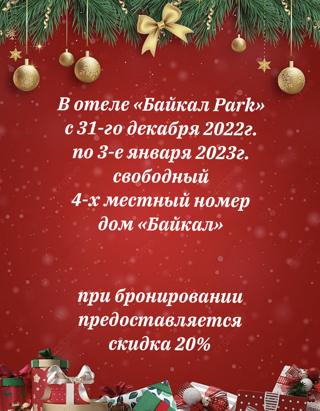 В отеле «Байкал Park»
с 31-го декабря 2022г.
по 3-е января 2023г.
свободный
4-х местный номер
дом «Байкал»
при бронировании
предоставляется
скидка 20%